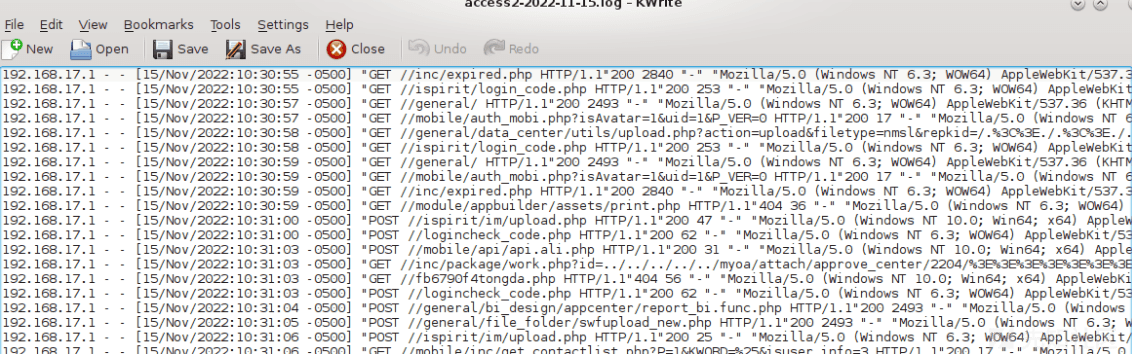 access2-2022-11-15.log – KWrite
File Edit View Bookmarks Tools Settings Help
New Open Save Save As Close Undo Redo
192.168.17.1 - - [15/Nov/2022:10:30:55 -0500] "GET //inc/expired.php HTTP/1.1"200 2840 "-" "Mozilla/5.0 (Windows NT 6.3; WOW64) AppleWebKit/537.3
192.168.17.1 - - [15/Nov/2022:10:30:55 -0500] "GET //ispirit/login_code.php HTTP/1.1"200 253 "-" "Mozilla/5.0 (Windows NT 6.3; WOW64) AppleWebKit
192.168.17.1 - - [15/Nov/2022:10:30:57 -0500] "GET //general/ HTTP/1.1"200 2493 "-" "Mozilla/5.0 (Windows NT 6.3; WOW64) AppleWebKit/537.36 (KHTM
192.168.17.1 - - [15/Nov/2022:10:30:57 -0500] "GET //mobile/auth_mobi.php?isAvatar=1&uid=1&P_VER=0 HTTP/1.1"200 17 "-" "Mozilla/5.0 (Windows NT 6
192.168.17.1 - - [15/Nov/2022:10:30:58 -0500] "GET //general/data_center/utils/upload.php?action=upload&filetype=nmsl&repkid=/.%3C%3E./.%3C%3E./.
192.168.17.1 - - [15/Nov/2022:10:30:58 -0500] "GET //ispirit/login_code.php HTTP/1.1"200 253 "-" "Mozilla/5.0 (Windows NT 6.3; WOW64) AppleWebKit
192.168.17.1 - - [15/Nov/2022:10:30:59 -0500] "GET //general/ HTTP/1.1"200 2493 "-" "Mozilla/5.0 (Windows NT 6.3; WOW64) AppleWebKit/537.36 (KHTM
192.168.17.1 - - [15/Nov/2022:10:30:59 -0500] "GET //mobile/auth_mobi.php?isAvatar=1&uid=1&P_VER=0 HTTP/1.1"200 17 "-" "Mozilla/5.0 (Windows NT 6
192.168.17.1 - - [15/Nov/2022:10:30:59 -0500] "GET //inc/expired.php HTTP/1.1"200 2840 "-" "Mozilla/5.0 (Windows NT 6.3; WOW64) AppleWebKit/537.3
192.168.17.1 - - [15/Nov/2022:10:30:59 -0500] "GET //module/appbuilder/assets/print.php HTTP/1.1"404 36 "-" "Mozilla/5.0 (Windows NT 6.3; WOW64)
192.168.17.1 - - [15/Nov/2022:10:31:00 -0500] "POST //ispirit/im/upload.php HTTP/1.1"200 47 "-" "Mozilla/5.0 (Windows NT 10.0; Win64; x64) AppleW
192.168.17.1 - - [15/Nov/2022:10:31:00 -0500] "POST //logincheck_code.php HTTP/1.1"200 62 "-" "Mozilla/5.0 (Windows NT 6.3; WOW64) AppleWebKit/53
192.168.17.1 - - [15/Nov/2022:10:31:03 -0500] "POST //mobile/api/api.ali.php HTTP/1.1"200 31 "-" "Mozilla/5.0 (Windows NT 10.0; Win64; x64) Apple
192.168.17.1 - - [15/Nov/2022:10:31:03 -0500] "GET //inc/package/work.php?id=../../../../../myoa/attach/approve_center/2204/%3E%3E%3E%3E%3E%3E%3E
192.168.17.1 - - [15/Nov/2022:10:31:03 -0500] "GET //fb6790f4tongda.php HTTP/1.1"404 56 "-" "Mozilla/5.0 (Windows NT 10.0; Win64; x64) AppleWebKi
192.168.17.1 - - [15/Nov/2022:10:31:03 -0500] "POST //logincheck_code.php HTTP/1.1"200 62 "-" "Mozilla/5.0 (Windows NT 6.3; WOW64) AppleWebKit/53
192.168.17.1 - - [15/Nov/2022:10:31:04 -0500] "POST //general/bi_design/appcenter/report_bi.func.php HTTP/1.1"200 2493 "-" "Mozilla/5.0 (Windows
192.168.17.1 - - [15/Nov/2022:10:31:05 -0500] "POST //general/file_folder/swfupload_new.php HTTP/1.1"200 2493 "-" "Mozilla/5.0 (Windows NT 6.3; W
192.168.17.1 - - [15/Nov/2022:10:31:06 -0500] "POST //ispirit/im/upload.php HTTP/1.1"200 25 "-" "Mozilla/5.0 (Windows NT 6.3; WOW64) AppleWebKit/
192.168.17.1 - - [15/Nov/2022:10:31:06 -0500] "GET //mobile/inc/get_contactlist.php?P=1&KWORD=%25&isuser_info=3 HTTP/1.1"200 17 "-" "Mozilla/5.0